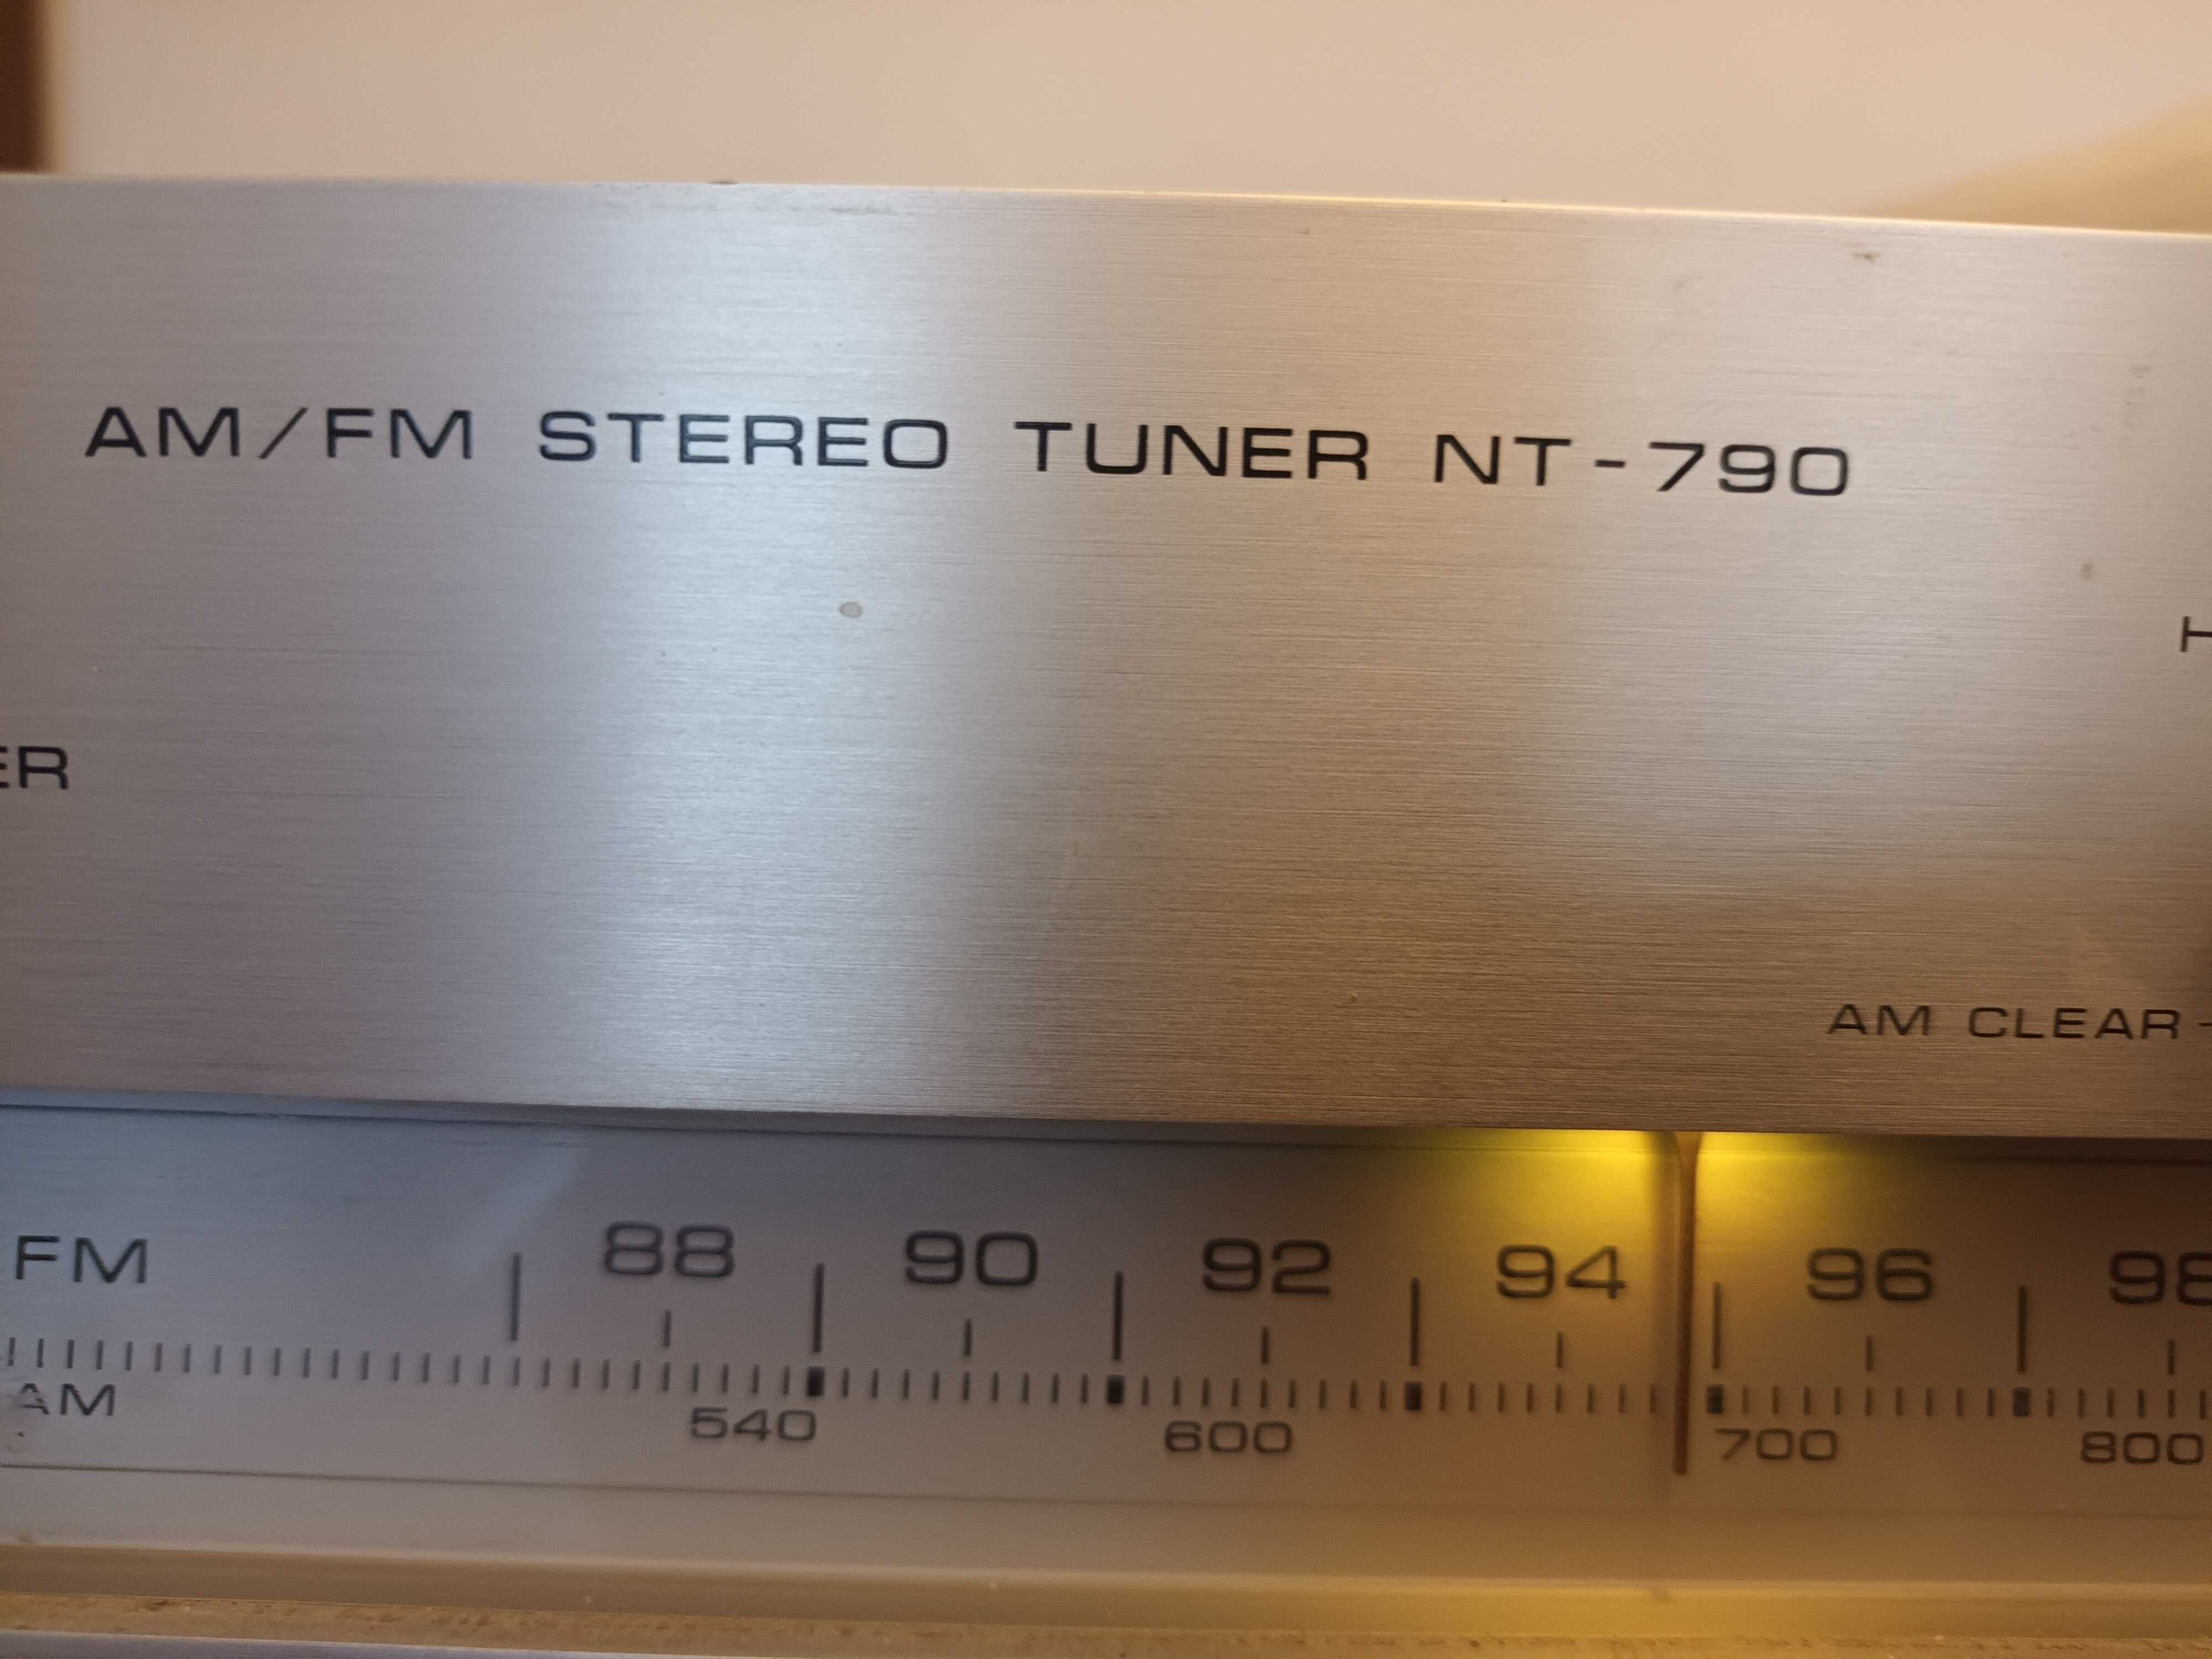 AM/FM STEREO TUNER NT-790
H
ER
AM CLEAR-
FM 88 90 92 94 96 98
AM 540 600 700 800